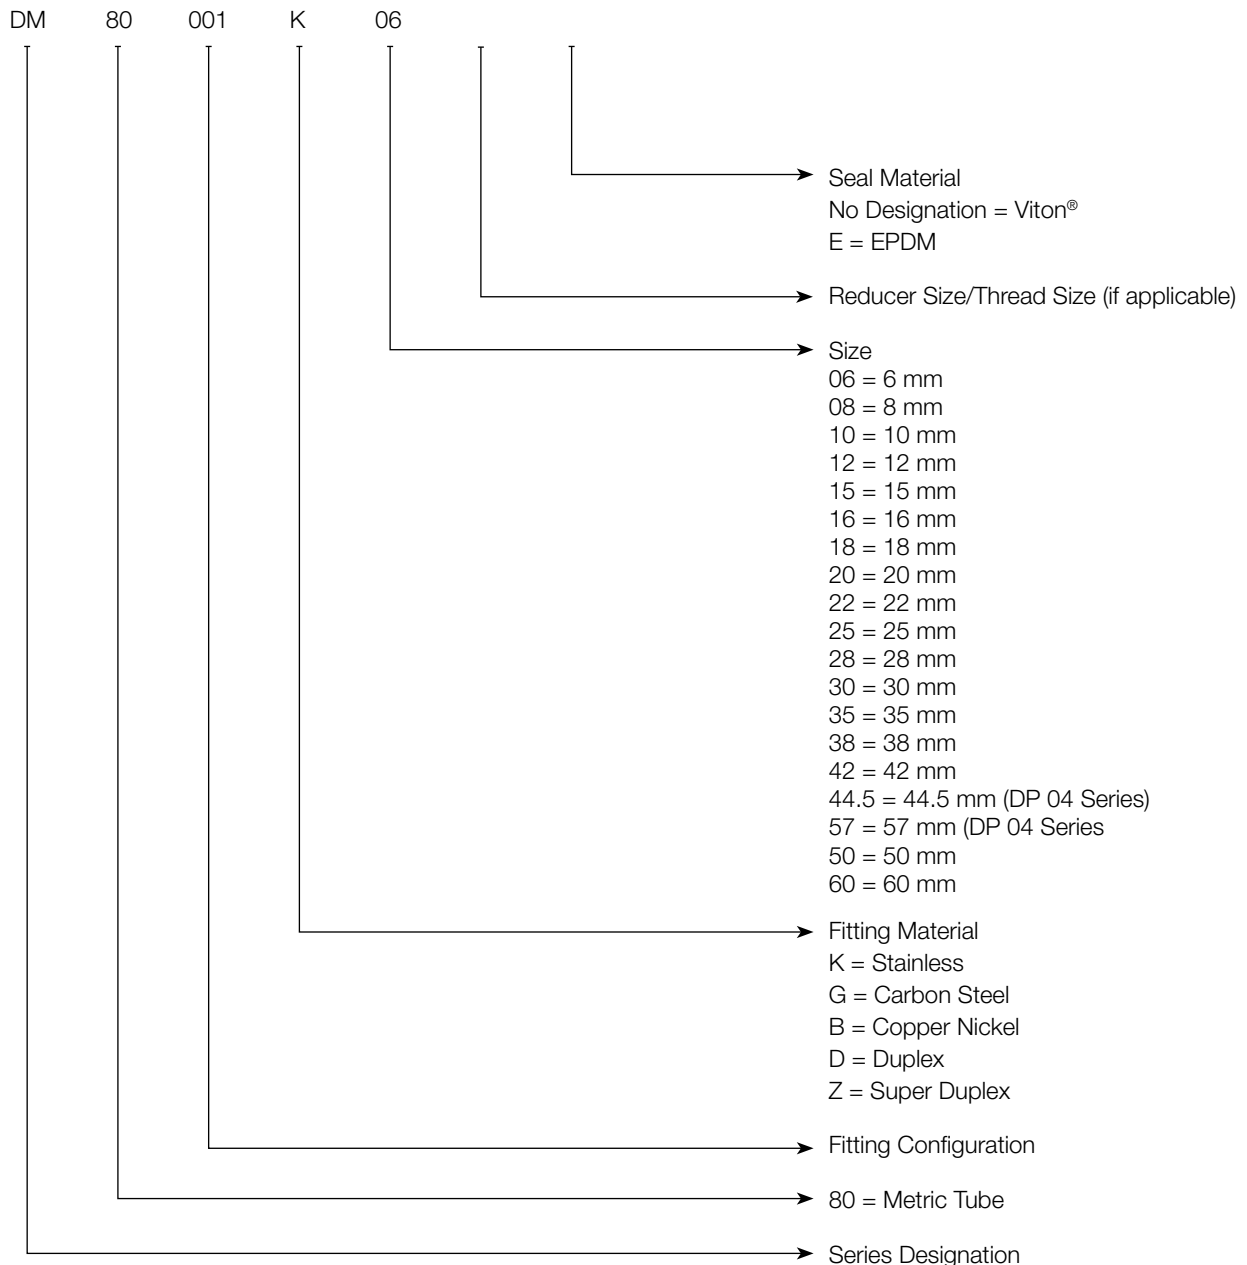 DM 80 001 K 06
Seal Material
No Designation = Viton®
E = EPDM
Reducer Size/Thread Size (if applicable)
Size
06 = 6 mm
08 = 8 mm
10 = 10 mm
12 = 12 mm
15 = 15 mm
16 = 16 mm
18 = 18 mm
20 = 20 mm
22 = 22 mm
25 = 25 mm
28 = 28 mm
30 = 30 mm
35 = 35 mm
38 = 38 mm
42 = 42 mm
44.5 = 44.5 mm (DP 04 Series)
57 = 57 mm (DP 04 Series
50 = 50 mm
60 = 60 mm
Fitting Material
K = Stainless
G = Carbon Steel
B = Copper Nickel
D = Duplex
Z = Super Duplex
Fitting Configuration
80 = Metric Tube
Series Designation